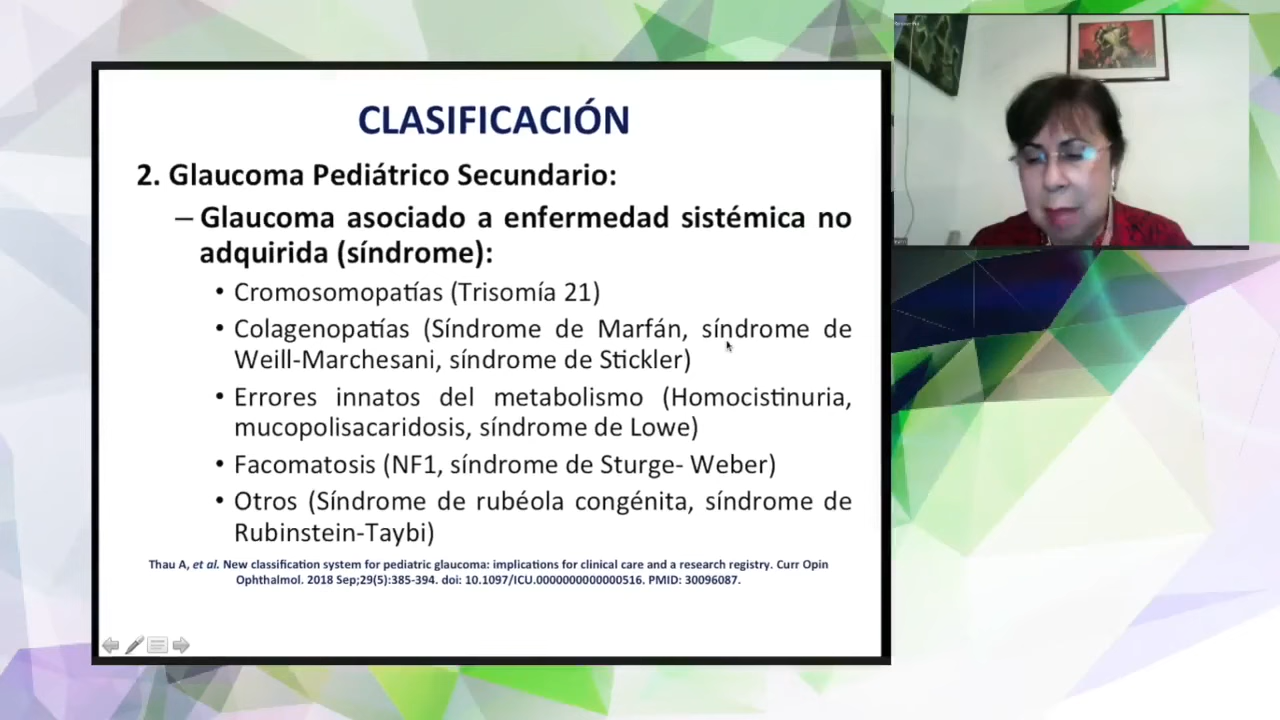 CLASIFICACIÓN
2. Glaucoma Pediátrico Secundario:
– Glaucoma asociado a enfermedad sistémica no
adquirida (síndrome):
• Cromosomopatías (Trisomía 21)
• Colagenopatías (Síndrome de Marfán, síndrome de
Weill-Marchesani, síndrome de Stickler)
• Errores innatos del metabolismo (Homocistinuria,
mucopolisacaridosis, síndrome de Lowe)
• Facomatosis (NF1, síndrome de Sturge- Weber)
• Otros (Síndrome de rubéola congénita, síndrome de
Rubinstein-Taybi)
Thau A, et al. New classification system for pediatric glaucoma: implications for clinical care and a research registry. Curr Opin
Ophthalmol. 2018 Sep;29(5):385-394. doi: 10.1097/ICU.0000000000000516. PMID: 30096087.